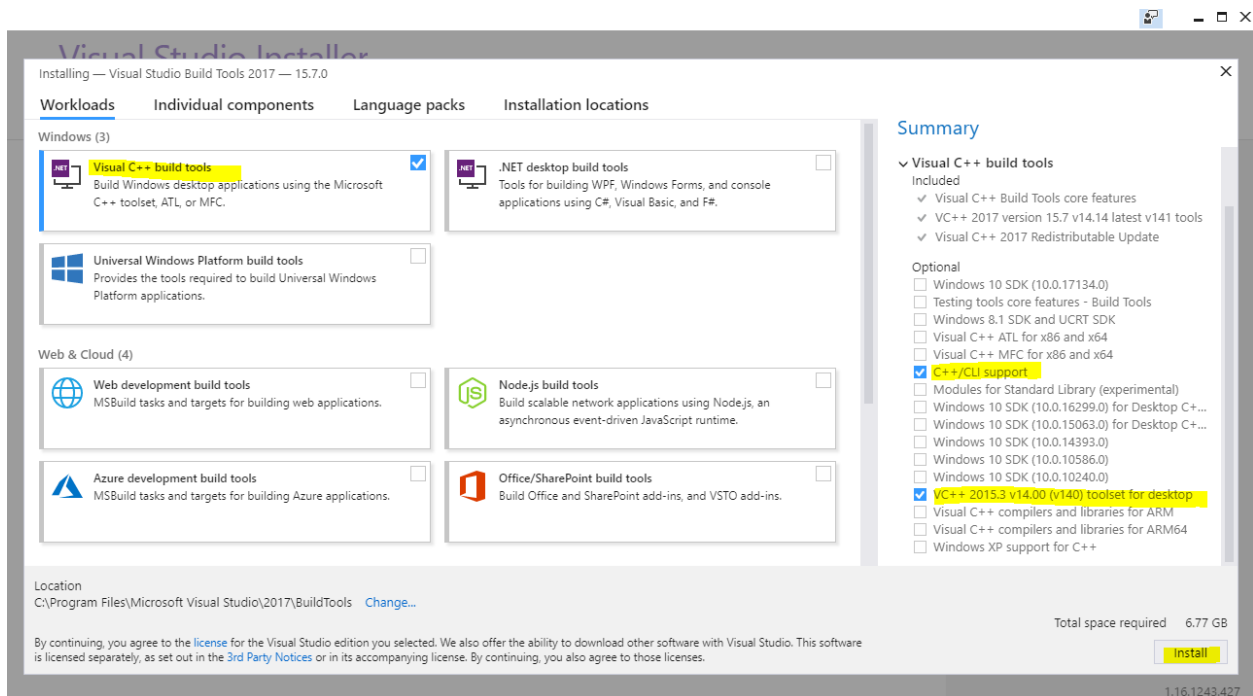 Visual Studio Installer
Installing — Visual Studio Build Tools 2017 — 15.7.0
Workloads
Individual components
Language packs
Installation locations
Windows (3)
.NET
Visual C++ build tools
Build Windows desktop applications using the Microsoft
C++ toolset, ATL, or MFC.
.NET
.NET desktop build tools
Tools for building WPF, Windows Forms, and console
applications using C#, Visual Basic, and F#.
Universal Windows Platform build tools
Provides the tools required to build Universal Windows
Platform applications.
Web & Cloud (4)
Web development build tools
MSBuild tasks and targets for building web applications.
JS
Node.js build tools
Build scalable network applications using Node.js, an
asynchronous event-driven JavaScript runtime.
Azure development build tools
MSBuild tasks and targets for building Azure applications.
Office/SharePoint build tools
Build Office and SharePoint add-ins, and VSTO add-ins.
Summary
Visual C++ build tools
Included
Visual C++ Build Tools core features
VC++ 2017 version 15.7 v14.14 latest v141 tools
Visual C++ 2017 Redistributable Update
Optional
Windows 10 SDK (10.0.17134.0)
Testing tools core features - Build Tools
Windows 8.1 SDK and UCRT SDK
Visual C++ ATL for x86 and x64
Visual C++ MFC for x86 and x64
C++/CLI support
Modules for Standard Library (experimental)
Windows 10 SDK (10.0.16299.0) for Desktop C+...
Windows 10 SDK (10.0.15063.0) for Desktop C+...
Windows 10 SDK (10.0.14393.0)
Windows 10 SDK (10.0.10586.0)
Windows 10 SDK (10.0.10240.0)
VC++ 2015.3 v14.00 (v140) toolset for desktop
Visual C++ compilers and libraries for ARM
Visual C++ compilers and libraries for ARM64
Windows XP support for C++
Location
C:\Program Files\Microsoft Visual Studio\2017\BuildTools Change...
Total space required 6.77 GB
By continuing, you agree to the license for the Visual Studio edition you selected. We also offer the ability to download other software with Visual Studio. This software
is licensed separately, as set out in the 3rd Party Notices or in its accompanying license. By continuing, you also agree to those licenses.
Install
1.16.1243.427